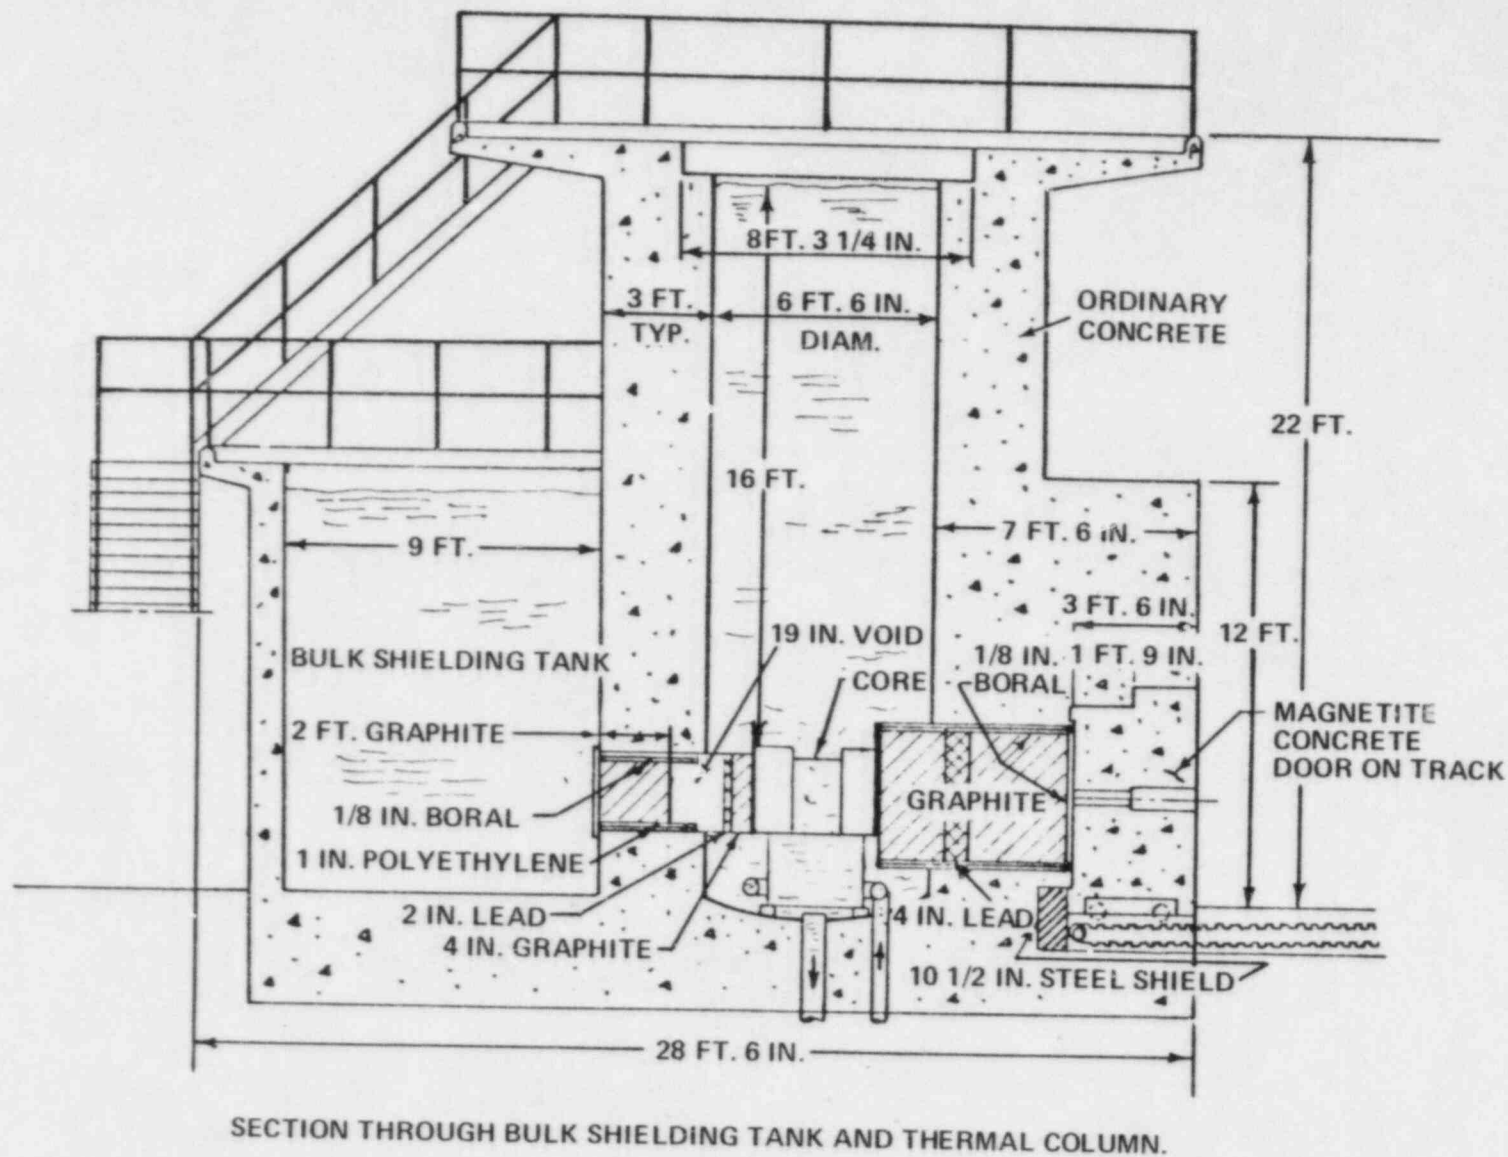 8FT. 3 1/4 IN.
3 FT.
TYP.
6 FT. 6 IN.
DIAM.
ORDINARY
CONCRETE
22 FT.
16 FT.
9 FT.
7 FT. 6 IN.
3 FT. 6 IN.
12 FT.
19 IN. VOID
BULK SHIELDING TANK
1/8 IN.
BORAL
1 FT. 9 IN.
CORE
2 FT. GRAPHITE
MAGNETITE
CONCRETE
DOOR ON TRACK
GRAPHITE
1/8 IN. BORAL
1 IN. POLYETHYLENE
2 IN. LEAD
4 IN. LEAD
4 IN. GRAPHITE
10 1/2 IN. STEEL SHIELD
28 FT. 6 IN.
SECTION THROUGH BULK SHIELDING TANK AND THERMAL COLUMN.